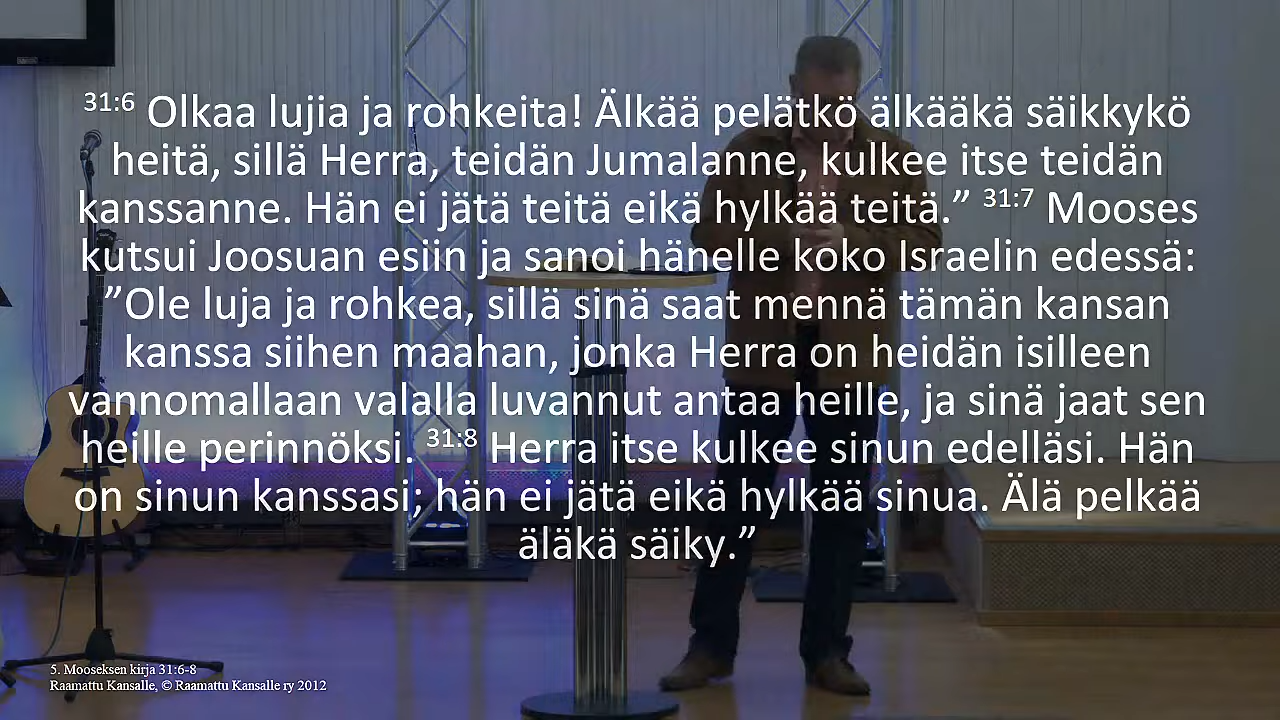 31:6 Olkaa lujia ja rohkeita! Älkää pelätkö älkääkä säikkykö
heitä, sillä Herra, teidän Jumalanne, kulkee itse teidän
kanssanne. Hän ei jätä teitä eikä hylkää teitä.” 31:7 Mooses
kutsui Joosuan esiin ja sanoi hänelle koko Israelin edessä:
”Ole luja ja rohkea, sillä sinä saat mennä tämän kansan
kanssa siihen maahan, jonka Herra on heidän isilleen
vannomallaan valalla luvannut antaa heille, ja sinä jaat sen
heille perinnöksi. 31:8 Herra itse kulkee sinun edelläsi. Hän
on sinun kanssasi; hän ei jätä eikä hylkää sinua. Älä pelkää
äläkä säiky.”
5. Mooseksen kirja 31:6-8
Raamattu Kansalle, © Raamattu Kansalle ry 2012